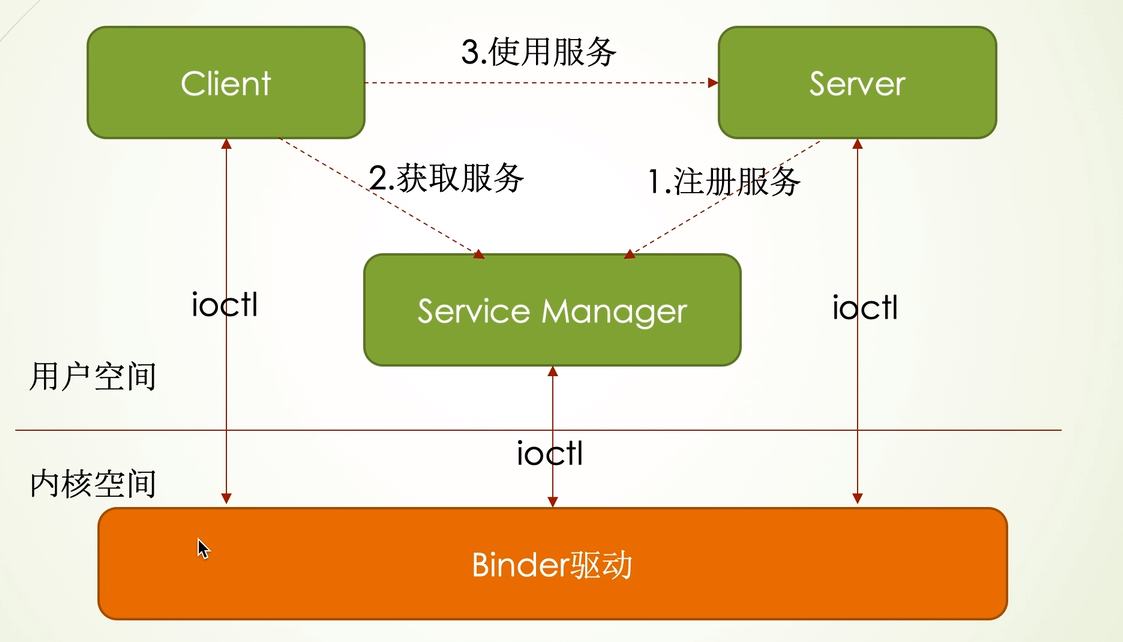 3.使用服务
Client
Server
2.获取服务
1.注册服务
ioctl
Service Manager
ioctl
用户空间
ioctl
内核空间
Binder驱动